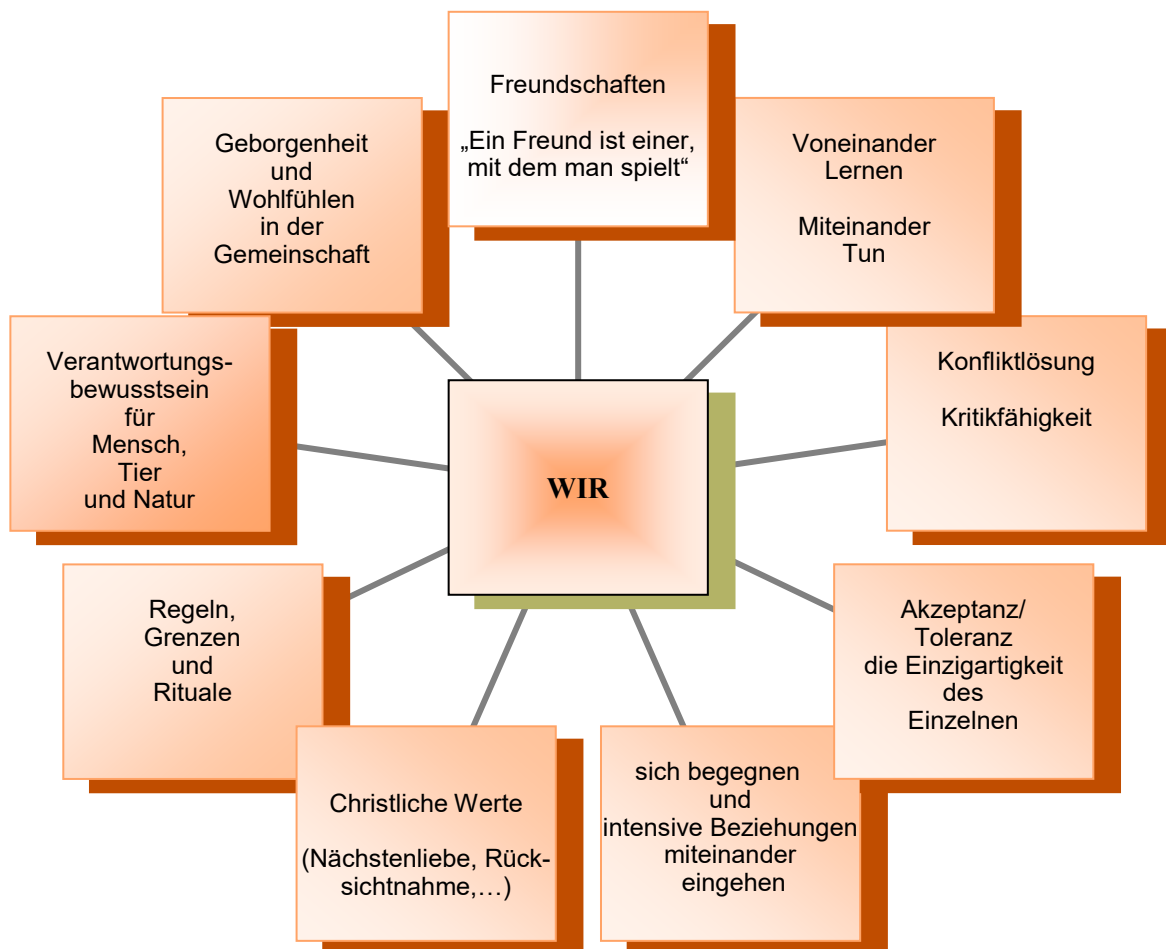 Freundschaften
„Ein Freund ist einer,
mit dem man spielt“
Voneinander
Lernen
Miteinander
Tun
Konfliktlösung
Kritikfähigkeit
Akzeptanz/
Toleranz
die Einzigartigkeit
des
Einzelnen
sich begegnen
und
intensive Beziehungen
miteinander
eingehen
Christliche Werte
(Nächstenliebe, Rück-
sichtnahme,…)
Regeln,
Grenzen
und
Rituale
Verantwortungs-
bewusstsein
für
Mensch,
Tier
und Natur
Geborgenheit
und
Wohlfühlen
in der
Gemeinschaft
WIR